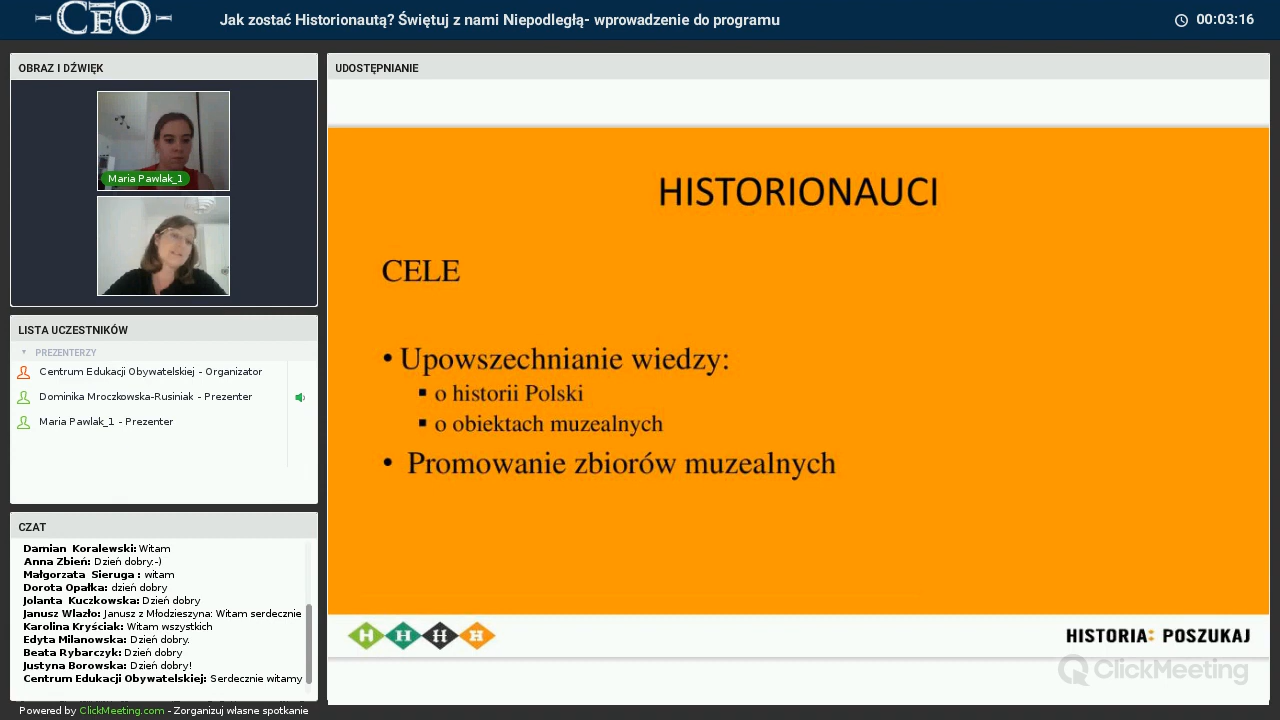 CEO
Jak zostać Historionautą? Świętuj z nami Niepodległą- wprowadzenie do programu
00:03:16
OBRAZ I DŹWIĘK
Maria Pawlak_1
LISTA UCZESTNIKÓW
PREZENTERZY
Centrum Edukacji Obywatelskiej - Organizator
Dominika Mroczkowska-Rusiniak - Prezenter
Maria Pawlak_1 - Prezenter
CZAT
Damian Koralewski: Witam
Anna Zbień: Dzień dobry:-)
Małgorzata Sieruga : witam
Dorota Opałka: dzień dobry
Jolanta Kuczkowska: Dzień dobry
Janusz Wlazło: Janusz z Młodzieszyna: Witam serdecznie
Karolina Kryściak: Witam wszystkich
Edyta Milanowska: Dzień dobry.
Beata Rybarczyk: Dzień dobry
Justyna Borowska: Dzień dobry!
Centrum Edukacji Obywatelskiej: Serdecznie witamy
Powered by ClickMeeting.com - Zorganizuj własne spotkanie
UDOSTĘPNIANIE
HISTORIONAUCI
CELE
• Upowszechnianie wiedzy:
▪ o historii Polski
▪ o obiektach muzealnych
• Promowanie zbiorów muzealnych
H H H H
HISTORIA: POSZUKAJ
ClickMeeting